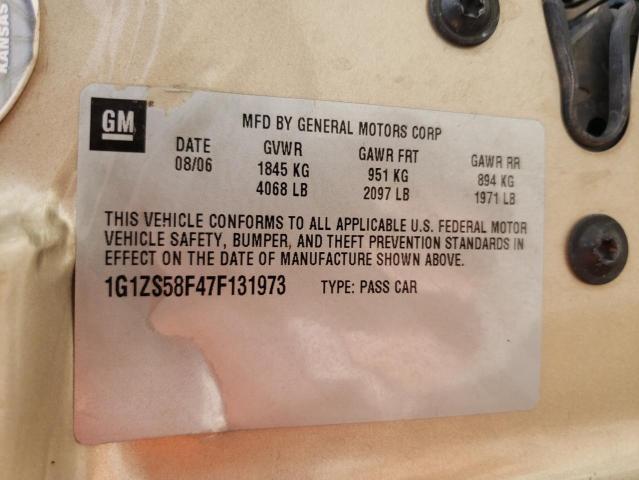 KANSAS
GM
MFD BY GENERAL MOTORS CORP
DATE GVWR GAWR FRT GAWR RR
08/06 1845 KG 951 KG 894 KG
4068 LB 2097 LB 1971 LB
THIS VEHICLE CONFORMS TO ALL APPLICABLE U.S. FEDERAL MOTOR
VEHICLE SAFETY, BUMPER, AND THEFT PREVENTION STANDARDS IN
EFFECT ON THE DATE OF MANUFACTURE SHOWN ABOVE.
1G1ZS58F47F131973 TYPE: PASS CAR